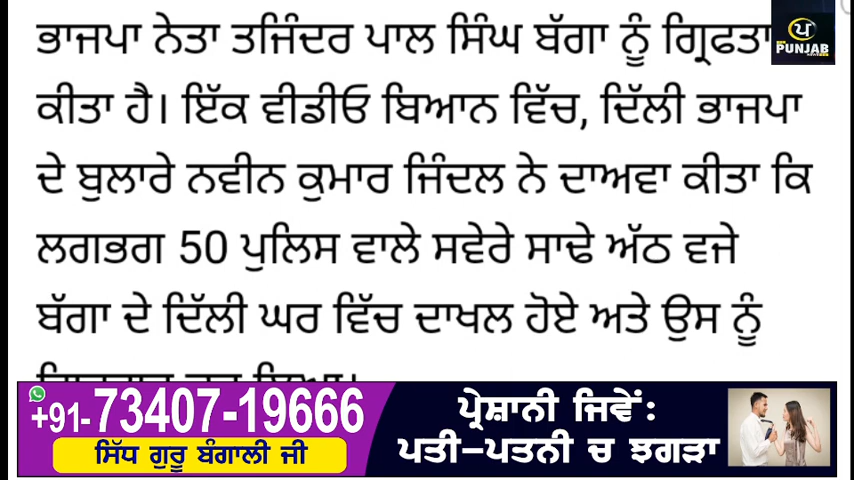 ਭਾਜਪਾ ਨੇਤਾ ਤਜਿੰਦਰ ਪਾਲ ਸਿੰਘ ਬੱਗਾ ਨੂੰ
ਪ
PUNJAB
ਕੀਤਾ ਹੈ। ਇੱਕ ਵੀਡੀਓ ਬਿਆਨ ਵਿੱਚ, ਦਿੱਲੀ ਭਾਜਪਾ
ਦੇ ਬੁਲਾਰੇ ਨਵੀਨ ਕੁਮਾਰ ਜਿੰਦਲ ਨੇ ਦਾਅਵਾ ਕੀਤਾ ਕਿ
ਲਗਭਗ 50 ਪੁਲਿਸ ਵਾਲੇ ਸਵੇਰੇ ਸਾਢੇ ਅੱਠ ਵਜੇ
ਬੱਗਾ ਦੇ ਦਿੱਲੀ ਘਰ ਵਿੱਚ ਦਾਖਲ ਹੋਏ ਅਤੇ ਉਸ ਨੂੰ
+91-73407-19666
ਸਿੱਧ ਗੁਰੂ ਬੰਗਾਲੀ ਜੀ
ਪ੍ਰੇਸ਼ਾਨੀ ਜਿਵੇਂ:
ਪਤੀ-ਪਤਨੀ ਚ ਝਗੜਾ